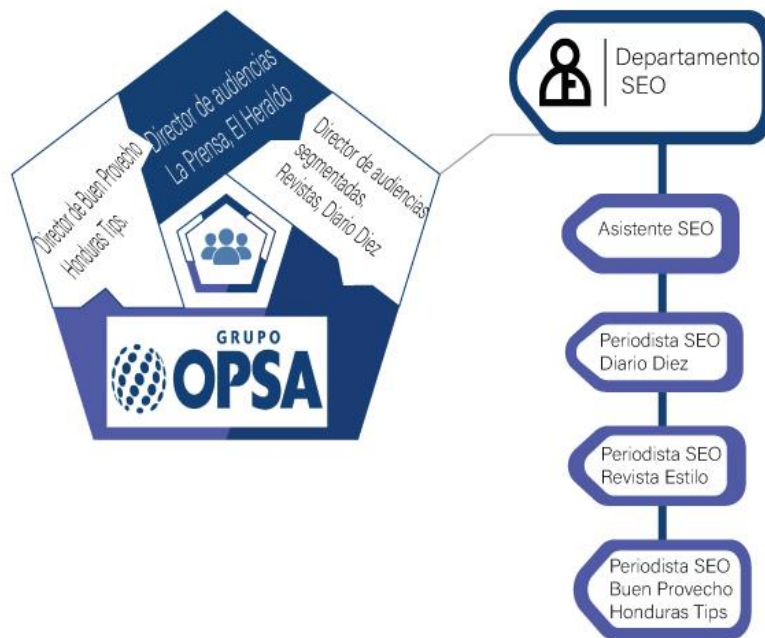 Director de Buen Provecho
Honduras Tips.
Director de audiencias
La Prensa, El Heraldo
Director de audiencias
segmentadas.
Revistas, Diario Diez
GRUPO
OPSA
Departamento
SEO
Asistente SEO
Periodista SEO
Diario Diez
Periodista SEO
Revista Estilo
Periodista SEO
Buen Provecho
Honduras Tips